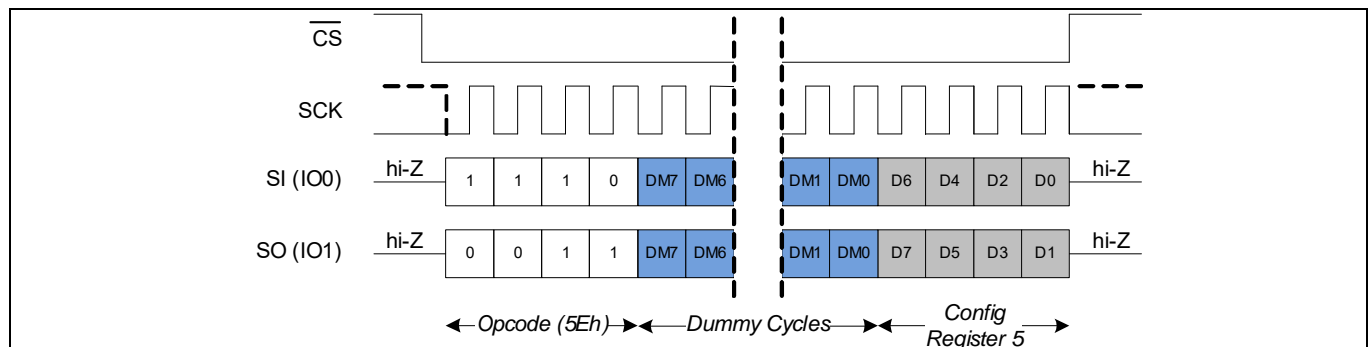 CS
SCK
SI (IO0) hi-Z 1 1 1 0 DM7 DM6 DM1 DM0 D6 D4 D2 D0 hi-Z
SO (IO1) hi-Z 0 0 1 1 DM7 DM6 DM1 DM0 D7 D5 D3 D1 hi-Z
Opcode (5Eh) Dummy Cycles Config
Register 5